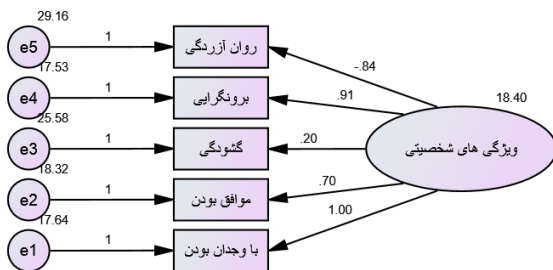 29.16
e5
1
روان آزردگی
-.84
17.53
e4
1
برونگرایی
.91
18.40
25.58
e3
1
گشودگی
.20
ویژگی های شخصیتی
18.32
e2
1
موافق بودن
.70
17.64
e1
1
با وجدان بودن
1.00